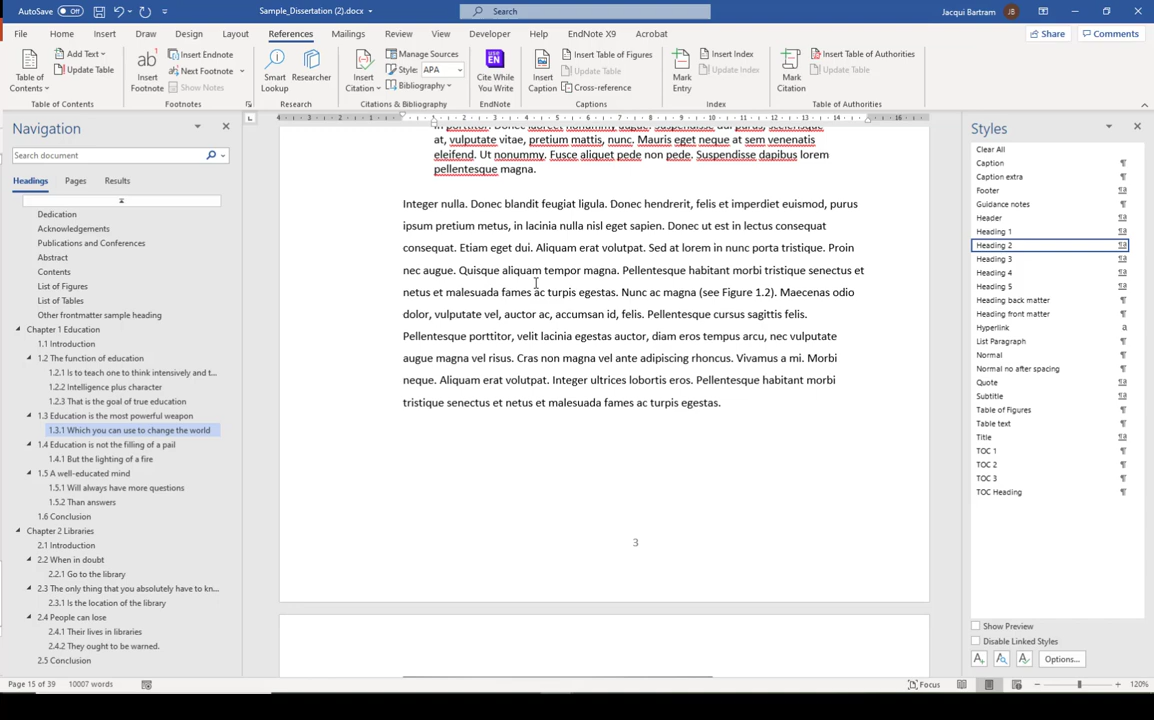 AutoSave Off Sample_Dissertation (2).docx Search Jacqui Bartram JB
File Home Insert Draw Design Layout References Mailings Review View Developer Help EndNote X9 Acrobat Share Comments
Table of Contents
Add Text
Update Table
Table of Contents
Insert Footnote
Insert Endnote
Next Footnote
Show Notes
Footnotes
Smart Lookup
Researcher
Research
Insert Citation
Manage Sources
Style: APA
Bibliography
Citations & Bibliography
Cite While You Write
EndNote
Insert Caption
Insert Table of Figures
Update Table
Cross-reference
Captions
Mark Entry
Insert Index
Update Index
Index
Mark Citation
Insert Table of Authorities
Update Table
Table of Authorities
Navigation
Search document
Headings Pages Results
Dedication
Acknowledgements
Publications and Conferences
Abstract
Contents
List of Figures
List of Tables
Other frontmatter sample heading
Chapter 1 Education
1.1 Introduction
1.2 The function of education
1.2.1 Is to teach one to think intensively and t...
1.2.2 Intelligence plus character
1.2.3 That is the goal of true education
1.3 Education is the most powerful weapon
1.3.1 Which you can use to change the world
1.4 Education is not the filling of a pail
1.4.1 But the lighting of a fire
1.5 A well-educated mind
1.5.1 Will always have more questions
1.5.2 Than answers
1.6 Conclusion
Chapter 2 Libraries
2.1 Introduction
2.2 When in doubt
2.2.1 Go to the library
2.3 The only thing that you absolutely have to kn...
2.3.1 Is the location of the library
2.4 People can lose
2.4.1 Their lives in libraries
2.4.2 They ought to be warned.
2.5 Conclusion
in porttitor. Donec laoreet nonummy augue. Suspendisse dui purus, scelerisque
at, vulputate vitae, pretium mattis, nunc. Mauris eget neque at sem venenatis
eleifend. Ut nonummy. Fusce aliquet pede non pede. Suspendisse dapibus lorem
pellentesque magna.
Integer nulla. Donec blandit feugiat ligula. Donec hendrerit, felis et imperdiet euismod, purus
ipsum pretium metus, in lacinia nulla nisl eget sapien. Donec ut est in lectus consequat
consequat. Etiam eget dui. Aliquam erat volutpat. Sed at lorem in nunc porta tristique. Proin
nec augue. Quisque aliquam tempor magna. Pellentesque habitant morbi tristique senectus et
netus et malesuada fames ac turpis egestas. Nunc ac magna (see Figure 1.2). Maecenas odio
dolor, vulputate vel, auctor ac, accumsan id, felis. Pellentesque cursus sagittis felis.
Pellentesque porttitor, velit lacinia egestas auctor, diam eros tempus arcu, nec vulputate
augue magna vel risus. Cras non magna vel ante adipiscing rhoncus. Vivamus a mi. Morbi
neque. Aliquam erat volutpat. Integer ultrices lobortis eros. Pellentesque habitant morbi
tristique senectus et netus et malesuada fames ac turpis egestas.
3
Styles
Clear All
Caption
Caption extra
Footer
Guidance notes
Header
Heading 1
Heading 2
Heading 3
Heading 4
Heading 5
Heading back matter
Heading front matter
Hyperlink
List Paragraph
Normal
Normal no after spacing
Quote
Subtitle
Table of Figures
Table text
Title
TOC 1
TOC 2
TOC 3
TOC Heading
Show Preview
Disable Linked Styles
Options...
Page 15 of 39 10007 words Focus 120%